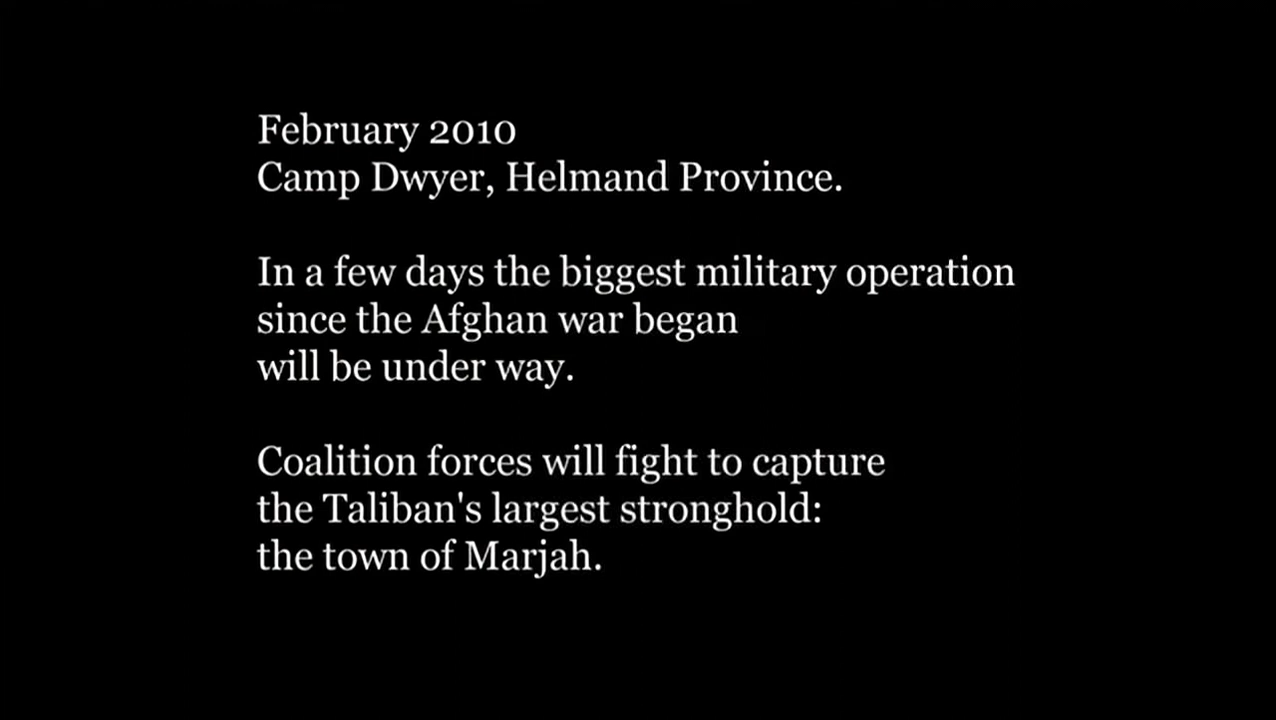 February 2010
Camp Dwyer, Helmand Province.
In a few days the biggest military operation
since the Afghan war began
will be under way.
Coalition forces will fight to capture
the Taliban's largest stronghold:
the town of Marjah.